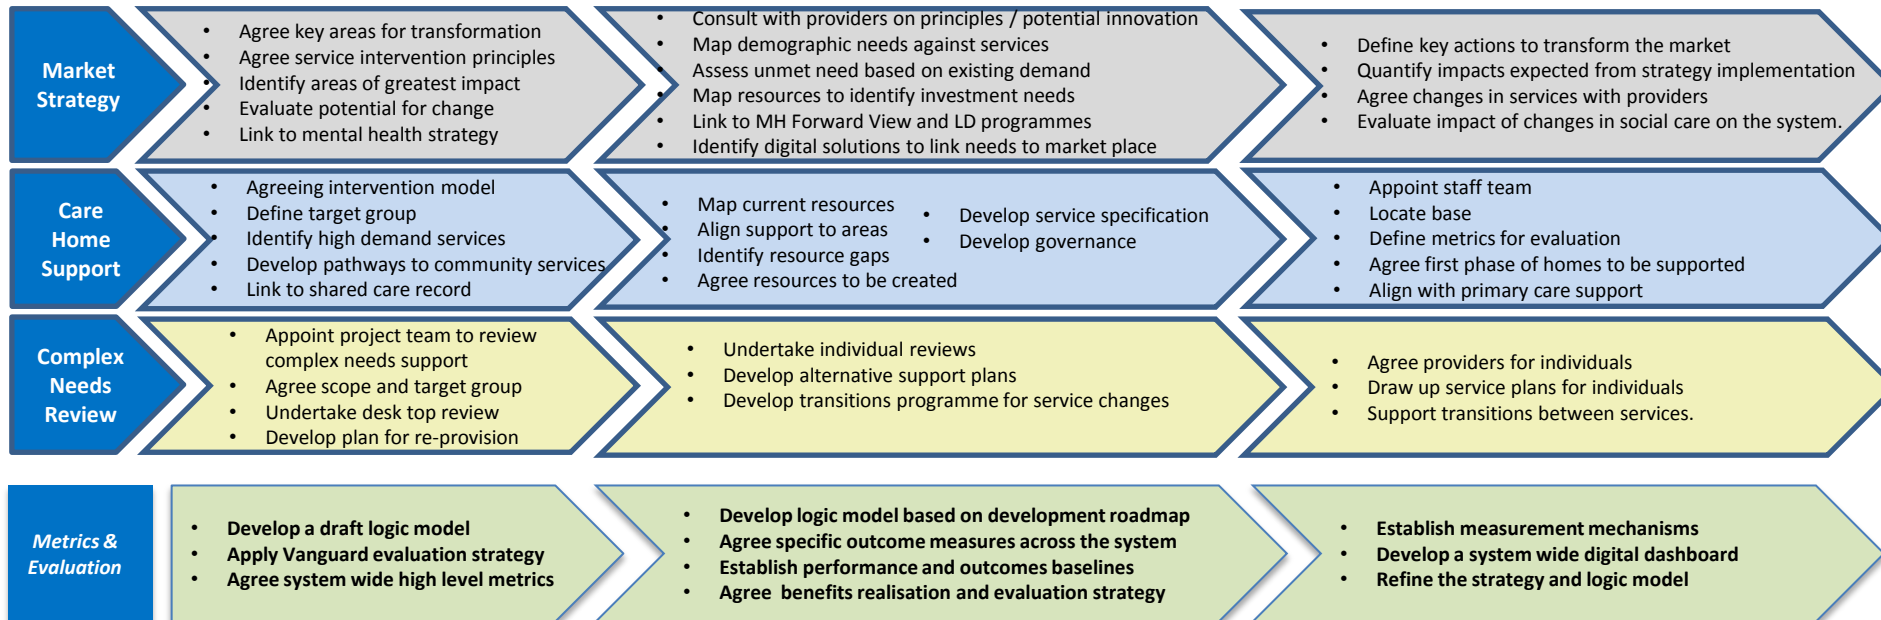 Market
Strategy
• Agree key areas for transformation
• Agree service intervention principles
• Identify areas of greatest impact
• Evaluate potential for change
• Link to mental health strategy
• Consult with providers on principles / potential innovation
• Map demographic needs against services
• Assess unmet need based on existing demand
• Map resources to identify investment needs
• Link to MH Forward View and LD programmes
• Identify digital solutions to link needs to market place
• Define key actions to transform the market
• Quantify impacts expected from strategy implementation
• Agree changes in services with providers
• Evaluate impact of changes in social care on the system.
Care
Home
Support
• Agreeing intervention model
• Define target group
• Identify high demand services
• Develop pathways to community services
• Link to shared care record
• Map current resources
• Align support to areas
• Identify resource gaps
• Agree resources to be created
• Develop service specification
• Develop governance
• Appoint staff team
• Locate base
• Define metrics for evaluation
• Agree first phase of homes to be supported
• Align with primary care support
Complex
Needs
Review
• Appoint project team to review
complex needs support
• Agree scope and target group
• Undertake desk top review
• Develop plan for re-provision
• Undertake individual reviews
• Develop alternative support plans
• Develop transitions programme for service changes
• Agree providers for individuals
• Draw up service plans for individuals
• Support transitions between services.
Metrics &
Evaluation
• Develop a draft logic model
• Apply Vanguard evaluation strategy
• Agree system wide high level metrics
• Develop logic model based on development roadmap
• Agree specific outcome measures across the system
• Establish performance and outcomes baselines
• Agree benefits realisation and evaluation strategy
• Establish measurement mechanisms
• Develop a system wide digital dashboard
• Refine the strategy and logic model